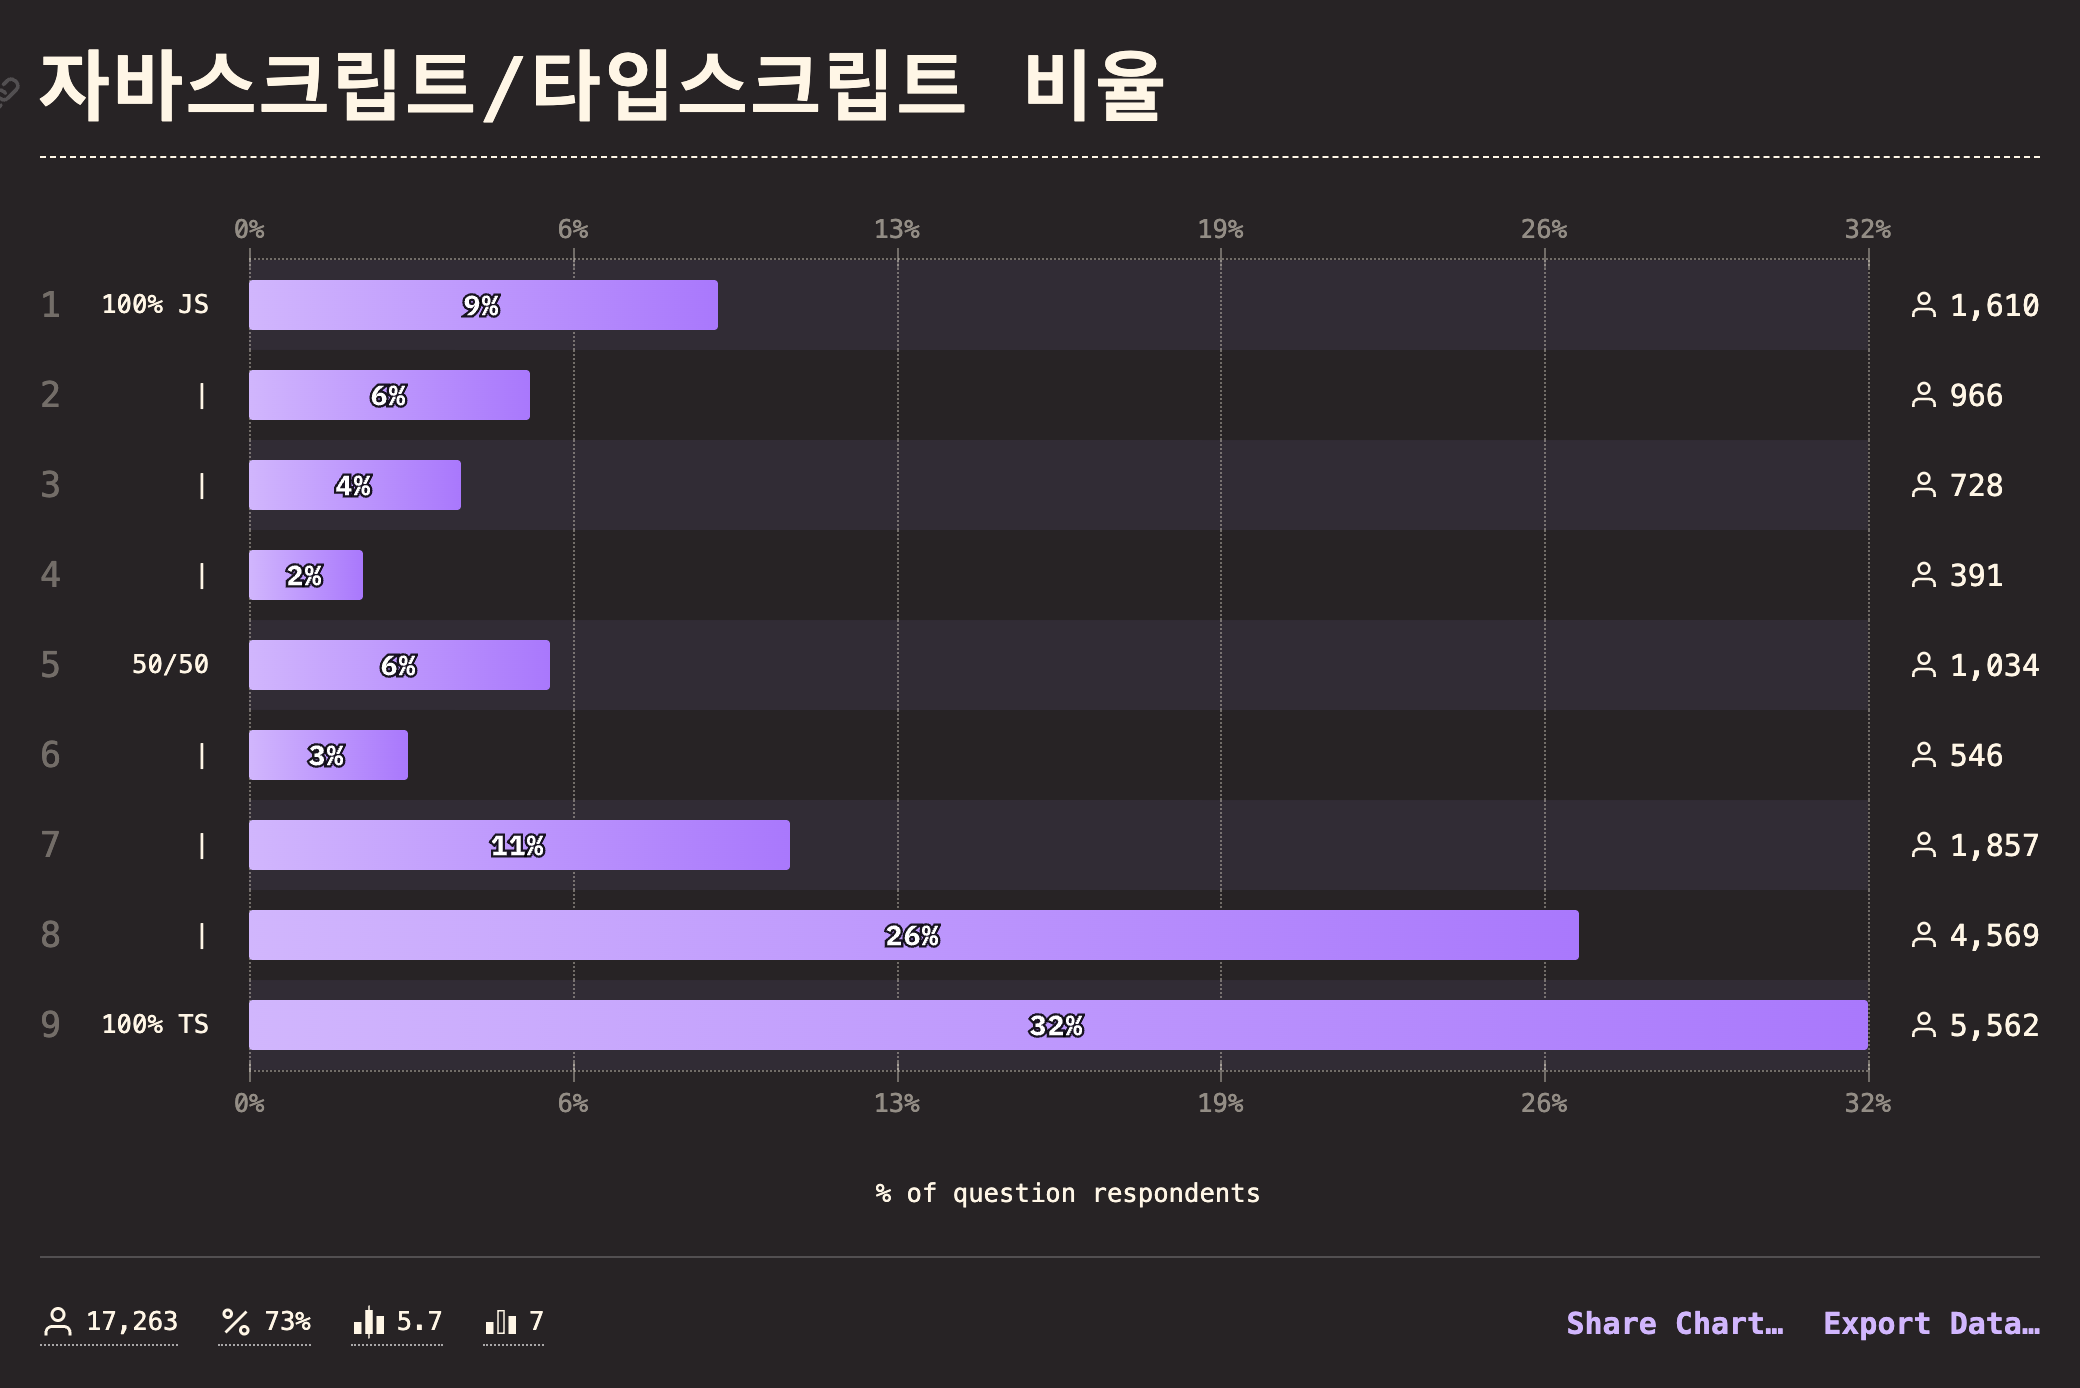 자바스크립트/타입스크립트 비율
0% 6% 13% 19% 26% 32%
1 100% JS 9% 1,610
2 | 6% 966
3 | 4% 728
4 | 2% 391
5 50/50 6% 1,034
6 | 3% 546
7 | 11% 1,857
8 | 26% 4,569
9 100% TS 32% 5,562
0% 6% 13% 19% 26% 32%
% of question respondents
17,263 73% 5.7 7 Share Chart… Export Data…